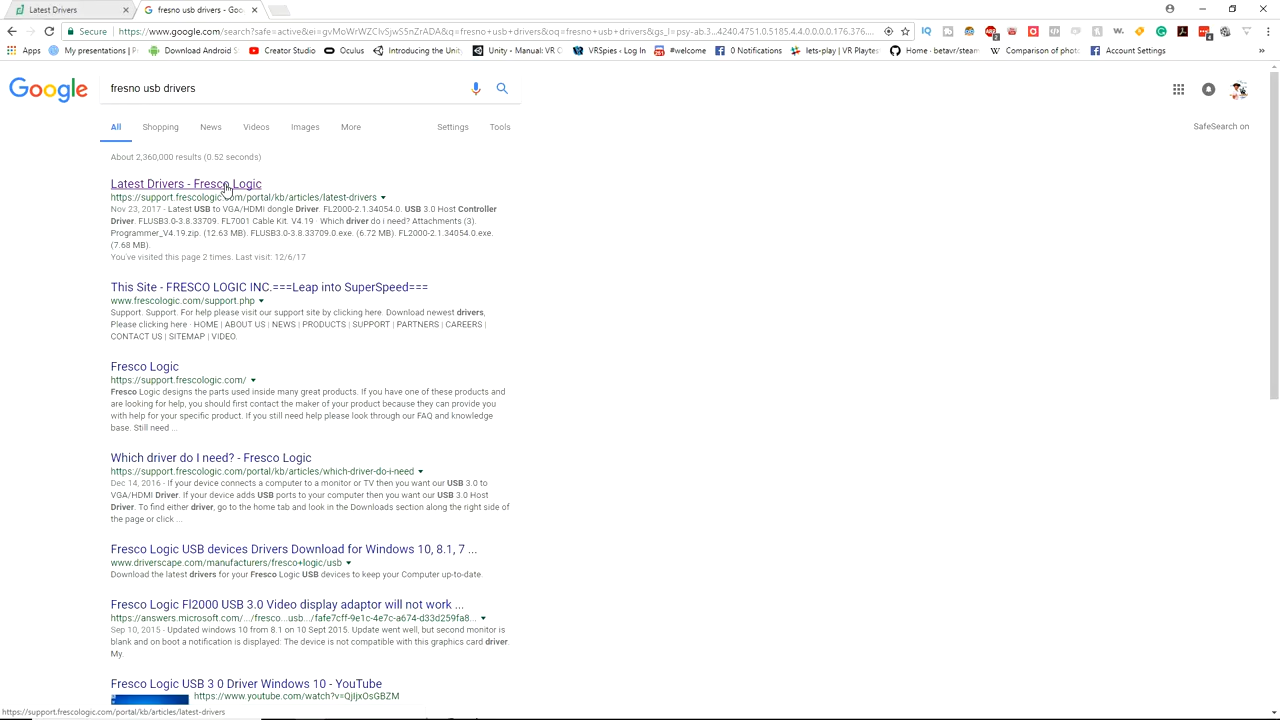 Latest Drivers
fresno usb drivers - Goo
Secure
https://www.google.com/search?safe=active&ei=gvMoWrWZClvSjwS5nZrADA&q=fresno+usb+drivers&oq=fresno+usb+drivers&gs_l=psy-ab.3...4240.4751.0.5185.4.4.0.0.0.0.176.376....
Apps
My presentations | P
Download Android S
Creator Studio
Oculus
Introducing the Unit
Unity - Manual: VR O
VRSpies - Log In
#welcome
0 Notifications
lets-play | VR Playtes
Home · betavr/steam
Comparison of photo
Account Settings
»
Google
fresno usb drivers
All
Shopping
News
Videos
Images
More
Settings
Tools
SafeSearch on
About 2,360,000 results (0.52 seconds)
Latest Drivers - Fresco Logic
https://support.frescologic.com/portal/kb/articles/latest-drivers
Nov 23, 2017 - Latest USB to VGA/HDMI dongle Driver. FL2000-2.1.34054.0. USB 3.0 Host Controller
Driver. FLUSB3.0-3.8.33709. FL7001 Cable Kit. V4.19 · Which driver do i need? Attachments (3).
Programmer_V4.19.zip. (12.63 MB). FLUSB3.0-3.8.33709.0.exe. (6.72 MB). FL2000-2.1.34054.0.exe.
(7.68 MB).
You've visited this page 2 times. Last visit: 12/6/17
This Site - FRESCO LOGIC INC.===Leap into SuperSpeed===
www.frescologic.com/support.php
Support. Support. For help please visit our support site by clicking here. Download newest drivers,
Please clicking here · HOME | ABOUT US | NEWS | PRODUCTS | SUPPORT | PARTNERS | CAREERS |
CONTACT US | SITEMAP | VIDEO.
Fresco Logic
https://support.frescologic.com/
Fresco Logic designs the parts used inside many great products. If you have one of these products and
are looking for help, you should first contact the maker of your product because they can provide you
with help for your specific product. If you still need help please look through our FAQ and knowledge
base. Still need ...
Which driver do I need? - Fresco Logic
https://support.frescologic.com/portal/kb/articles/which-driver-do-i-need
Dec 14, 2016 - If your device connects a computer to a monitor or TV then you want our USB 3.0 to
VGA/HDMI Driver. If your device adds USB ports to your computer then you want our USB 3.0 Host
Driver. To find either driver, go to the home tab and look in the Downloads section along the right side of
the page or click ...
Fresco Logic USB devices Drivers Download for Windows 10, 8.1, 7 ...
www.driverscape.com/manufacturers/fresco+logic/usb
Download the latest drivers for your Fresco Logic USB devices to keep your Computer up-to-date.
Fresco Logic Fl2000 USB 3.0 Video display adaptor will not work ...
https://answers.microsoft.com/.../fresco...usb.../fafe7cff-9e1c-4e7c-a674-d33d259fa8...
Sep 10, 2015 - Updated windows 10 from 8.1 on 10 Sept 2015. Update went well, but second monitor is
blank and on boot a notification is displayed: The device is not compatible with this graphics card driver.
My.
Fresco Logic USB 3 0 Driver Windows 10 - YouTube
https://www.youtube.com/watch?v=QjIjxOsGBZM
https://support.frescologic.com/portal/kb/articles/latest-drivers